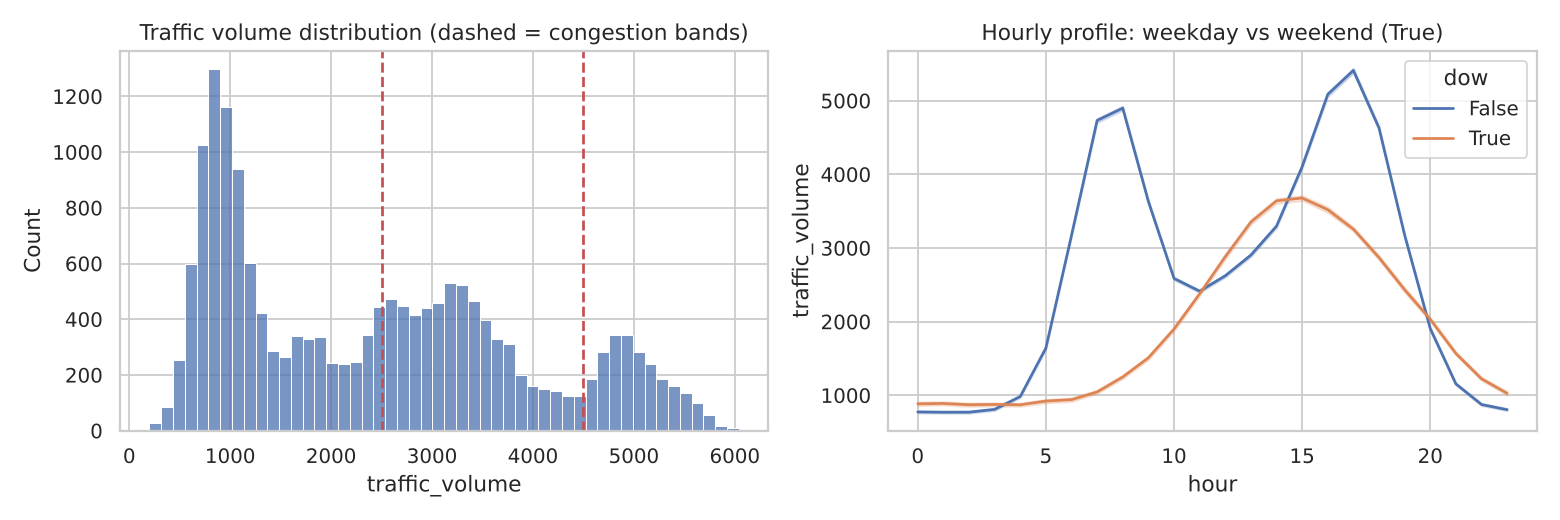 Traffic volume distribution (dashed = congestion bands)
Count
1200
1000
800
600
400
200
0
0 1000 2000 3000 4000 5000 6000
traffic_volume
Hourly profile: weekday vs weekend (True)
traffic_volume
5000
4000
3000
2000
1000
dow
False
True
0 5 10 15 20
hour